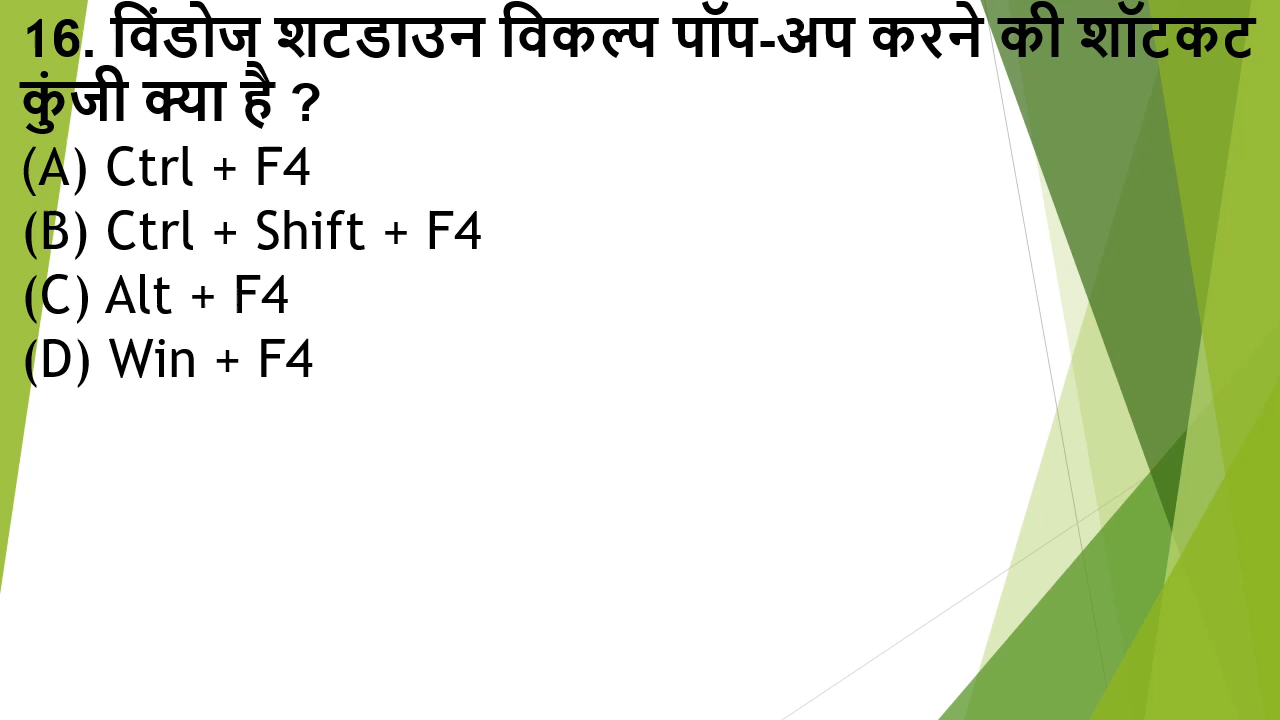 16. विंडोज शटडाउन विकल्प पॉप-अप करने की शॉटकट
कुंजी क्या है ?
(A) Ctrl + F4
(B) Ctrl + Shift + F4
(C) Alt + F4
(D) Win + F4